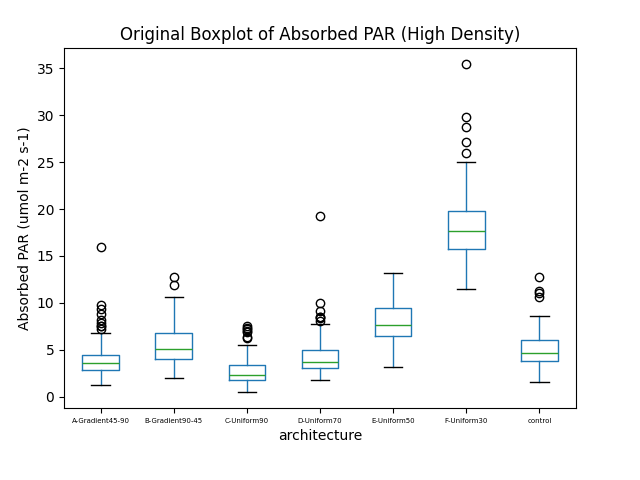 Original Boxplot of Absorbed PAR (High Density)
Absorbed PAR (umol m-2 s-1)
35
30
25
20
15
10
5
0
A-Gradient45-90 B-Gradient90-45 C-Uniform90 D-Uniform70 E-Uniform50 F-Uniform30 control
architecture